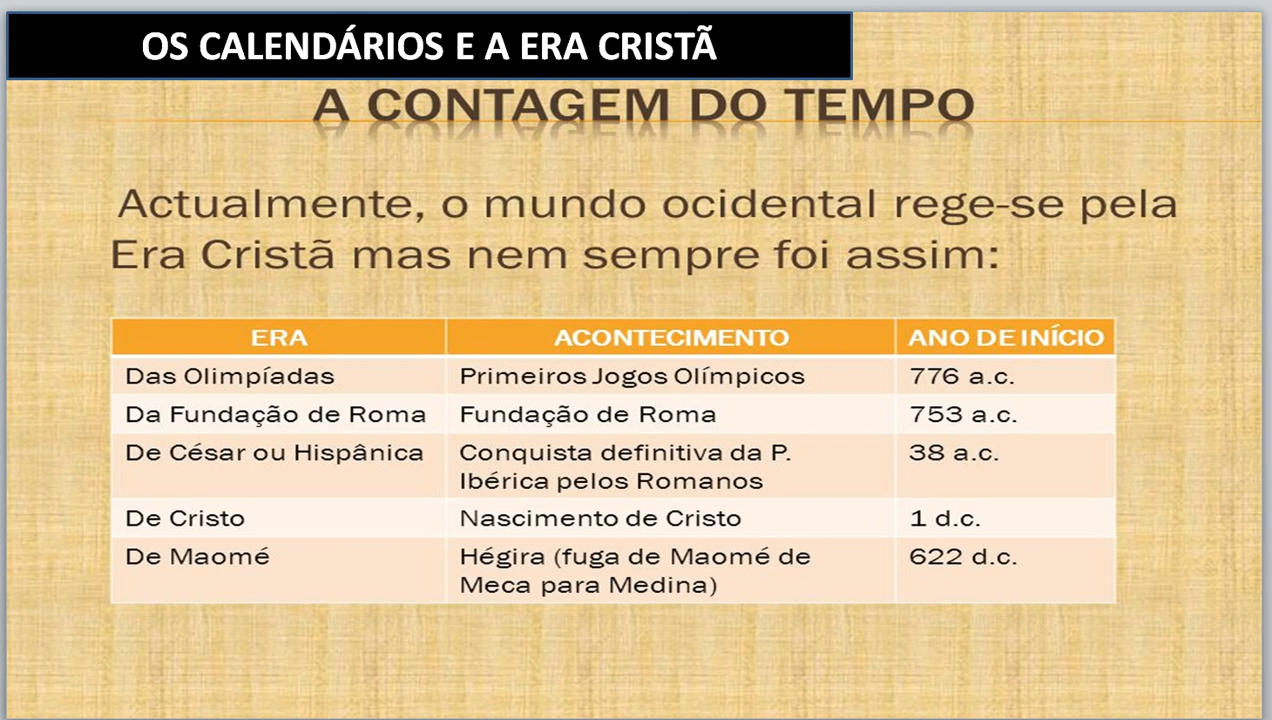 OS CALENDÁRIOS E A ERA CRISTÃ
A CONTAGEM DO TEMPO
Actualmente, o mundo ocidental rege-se pela
Era Cristã mas nem sempre foi assim:
ERA ACONTECIMENTO ANO DE INÍCIO
Das Olimpíadas Primeiros Jogos Olímpicos 776 a.c.
Da Fundação de Roma Fundação de Roma 753 a.c.
De César ou Hispânica Conquista definitiva da P. 38 a.c.
Ibérica pelos Romanos
De Cristo Nascimento de Cristo 1 d.c.
De Maomé Hégira (fuga de Maomé de 622 d.c.
Meca para Medina)